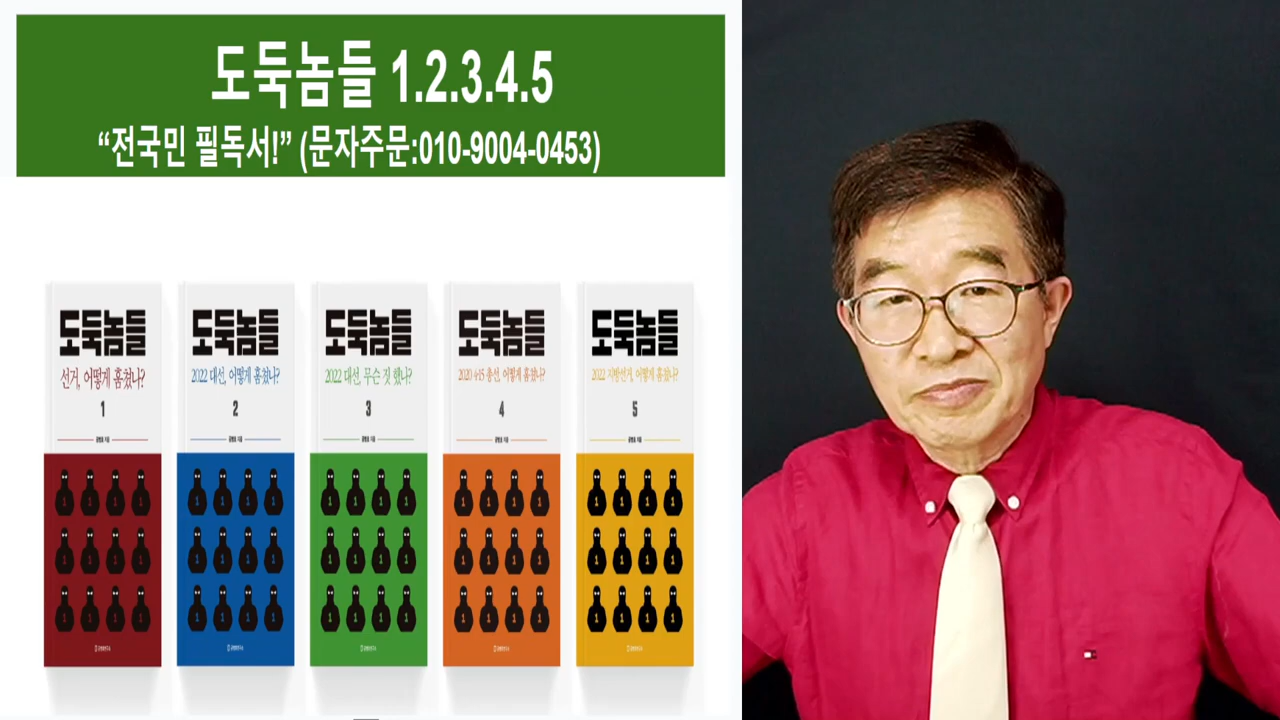 도둑놈들 1.2.3.4.5
“전국민 필독서!” (문자주문:010-9004-0453)
도둑놈들
선거, 어떻게 훔쳤나?
1
도둑놈들
2022 대선, 어떻게 훔쳤나?
2
도둑놈들
2022 대선, 무슨 짓 했나?
3
도둑놈들
2020 4·15 총선, 어떻게 훔쳤나?
4
도둑놈들
2022 지방선거, 어떻게 훔쳤나?
5